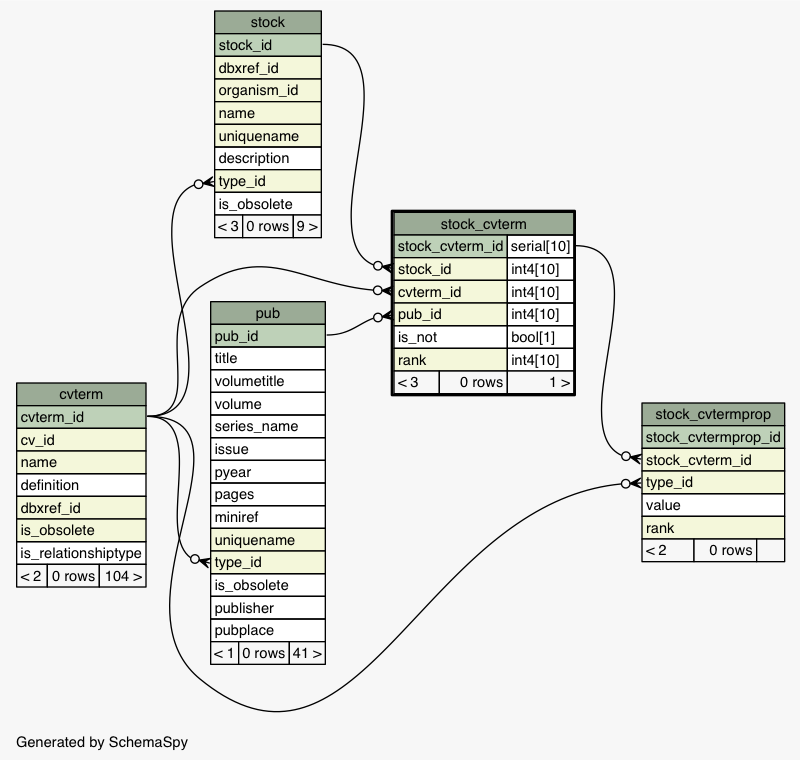 stock
stock_id
dbxref_id
organism_id
name
uniquename
description
type_id
is_obsolete
< 3 0 rows 9 >
stock_cvterm
stock_cvterm_id serial[10]
stock_id int4[10]
cvterm_id int4[10]
pub_id int4[10]
is_not bool[1]
rank int4[10]
< 3 0 rows 1 >
pub
pub_id
title
volumetitle
volume
series_name
issue
pyear
pages
miniref
uniquename
type_id
is_obsolete
publisher
pubplace
< 1 0 rows 41 >
cvterm
cvterm_id
cv_id
name
definition
dbxref_id
is_obsolete
is_relationshiptype
< 2 0 rows 104 >
stock_cvtermprop
stock_cvtermprop_id
stock_cvterm_id
type_id
value
rank
< 2 0 rows
Generated by SchemaSpy